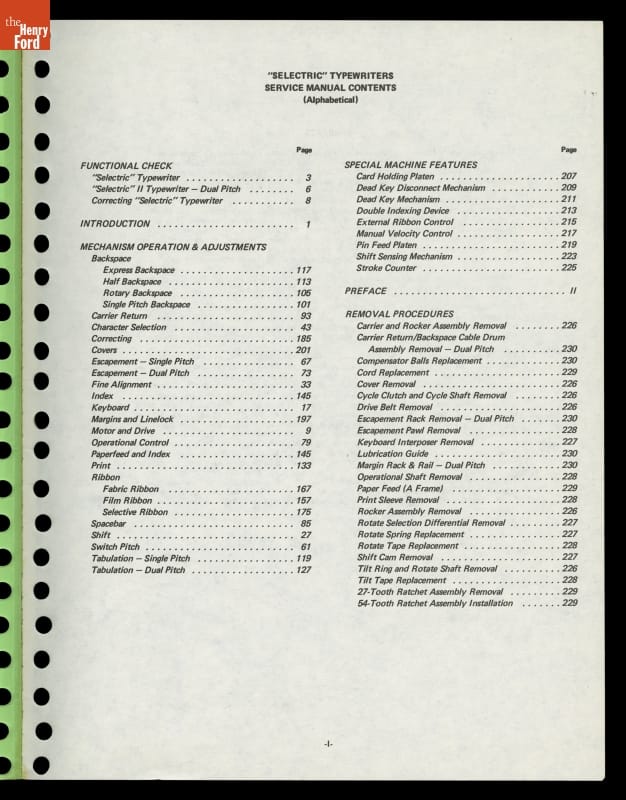 the
Henry
Ford
"SELECTRIC" TYPEWRITERS
SERVICE MANUAL CONTENTS
(Alphabetical)
Page
FUNCTIONAL CHECK
"Selectric" Typewriter . . . . . . . . . . . . . . . . . . . 3
"Selectric" II Typewriter — Dual Pitch . . . . . . . . 6
Correcting "Selectric" Typewriter . . . . . . . . . . . 8
INTRODUCTION . . . . . . . . . . . . . . . . . . . . . . . . 1
MECHANISM OPERATION & ADJUSTMENTS
Backspace
Express Backspace . . . . . . . . . . . . . . . . . . . . 117
Half Backspace . . . . . . . . . . . . . . . . . . . . . . 113
Rotary Backspace . . . . . . . . . . . . . . . . . . . . 105
Single Pitch Backspace . . . . . . . . . . . . . . . . . 101
Carrier Return . . . . . . . . . . . . . . . . . . . . . . . . 93
Character Selection . . . . . . . . . . . . . . . . . . . . 43
Correcting . . . . . . . . . . . . . . . . . . . . . . . . . . 185
Covers . . . . . . . . . . . . . . . . . . . . . . . . . . . . . 201
Escapement — Single Pitch . . . . . . . . . . . . . . . 67
Escapement — Dual Pitch . . . . . . . . . . . . . . . . 73
Fine Alignment . . . . . . . . . . . . . . . . . . . . . . . 33
Index . . . . . . . . . . . . . . . . . . . . . . . . . . . . . . 145
Keyboard . . . . . . . . . . . . . . . . . . . . . . . . . . . 17
Margins and Linelock . . . . . . . . . . . . . . . . . . . 197
Motor and Drive . . . . . . . . . . . . . . . . . . . . . . 9
Operational Control . . . . . . . . . . . . . . . . . . . . 79
Paperfeed and Index . . . . . . . . . . . . . . . . . . . 145
Print . . . . . . . . . . . . . . . . . . . . . . . . . . . . . . 133
Ribbon
Fabric Ribbon . . . . . . . . . . . . . . . . . . . . . . . 167
Film Ribbon . . . . . . . . . . . . . . . . . . . . . . . . 157
Selective Ribbon . . . . . . . . . . . . . . . . . . . . . 175
Spacebar . . . . . . . . . . . . . . . . . . . . . . . . . . . . 85
Shift . . . . . . . . . . . . . . . . . . . . . . . . . . . . . . 27
Switch Pitch . . . . . . . . . . . . . . . . . . . . . . . . . 61
Tabulation — Single Pitch . . . . . . . . . . . . . . . . 119
Tabulation — Dual Pitch . . . . . . . . . . . . . . . . . 127
Page
SPECIAL MACHINE FEATURES
Card Holding Platen . . . . . . . . . . . . . . . . . . . . 207
Dead Key Disconnect Mechanism . . . . . . . . . . . 209
Dead Key Mechanism . . . . . . . . . . . . . . . . . . . 211
Double Indexing Device . . . . . . . . . . . . . . . . . 213
External Ribbon Control . . . . . . . . . . . . . . . . . 215
Manual Velocity Control . . . . . . . . . . . . . . . . . 217
Pin Feed Platen . . . . . . . . . . . . . . . . . . . . . . . 219
Shift Sensing Mechanism . . . . . . . . . . . . . . . . . 223
Stroke Counter . . . . . . . . . . . . . . . . . . . . . . . 225
PREFACE . . . . . . . . . . . . . . . . . . . . . . . . . . . . . II
REMOVAL PROCEDURES
Carrier and Rocker Assembly Removal . . . . . . . . 226
Carrier Return/Backspace Cable Drum
Assembly Removal — Dual Pitch . . . . . . . . . . 230
Compensator Balls Replacement . . . . . . . . . . . . 230
Cord Replacement . . . . . . . . . . . . . . . . . . . . . 229
Cover Removal . . . . . . . . . . . . . . . . . . . . . . . 226
Cycle Clutch and Cycle Shaft Removal . . . . . . . . 226
Drive Belt Removal . . . . . . . . . . . . . . . . . . . . . 226
Escapement Rack Removal — Dual Pitch . . . . . . 230
Escapement Pawl Removal . . . . . . . . . . . . . . . . 228
Keyboard Interposer Removal . . . . . . . . . . . . . . 227
Lubrication Guide . . . . . . . . . . . . . . . . . . . . . 230
Margin Rack & Rail — Dual Pitch . . . . . . . . . . . 230
Operational Shaft Removal . . . . . . . . . . . . . . . . 228
Paper Feed (A Frame) . . . . . . . . . . . . . . . . . . . 229
Print Sleeve Removal . . . . . . . . . . . . . . . . . . . 228
Rocker Assembly Removal . . . . . . . . . . . . . . . . 226
Rotate Selection Differential Removal . . . . . . . . 227
Rotate Spring Replacement . . . . . . . . . . . . . . . 227
Rotate Tape Replacement . . . . . . . . . . . . . . . . 228
Shift Cam Removal . . . . . . . . . . . . . . . . . . . . . 227
Tilt Ring and Rotate Shaft Removal . . . . . . . . . 226
Tilt Tape Replacement . . . . . . . . . . . . . . . . . . 228
27-Tooth Ratchet Assembly Removal . . . . . . . . 229
54-Tooth Ratchet Assembly Installation . . . . . . . 229
-I-